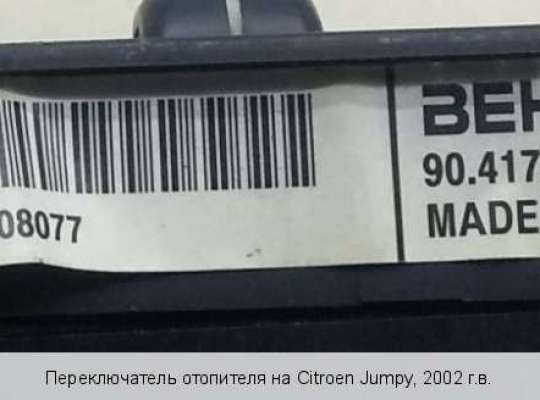 BEH
90.417
08077
MADE
Переключатель отопителя на Citroen Jumpy, 2002 г.в.